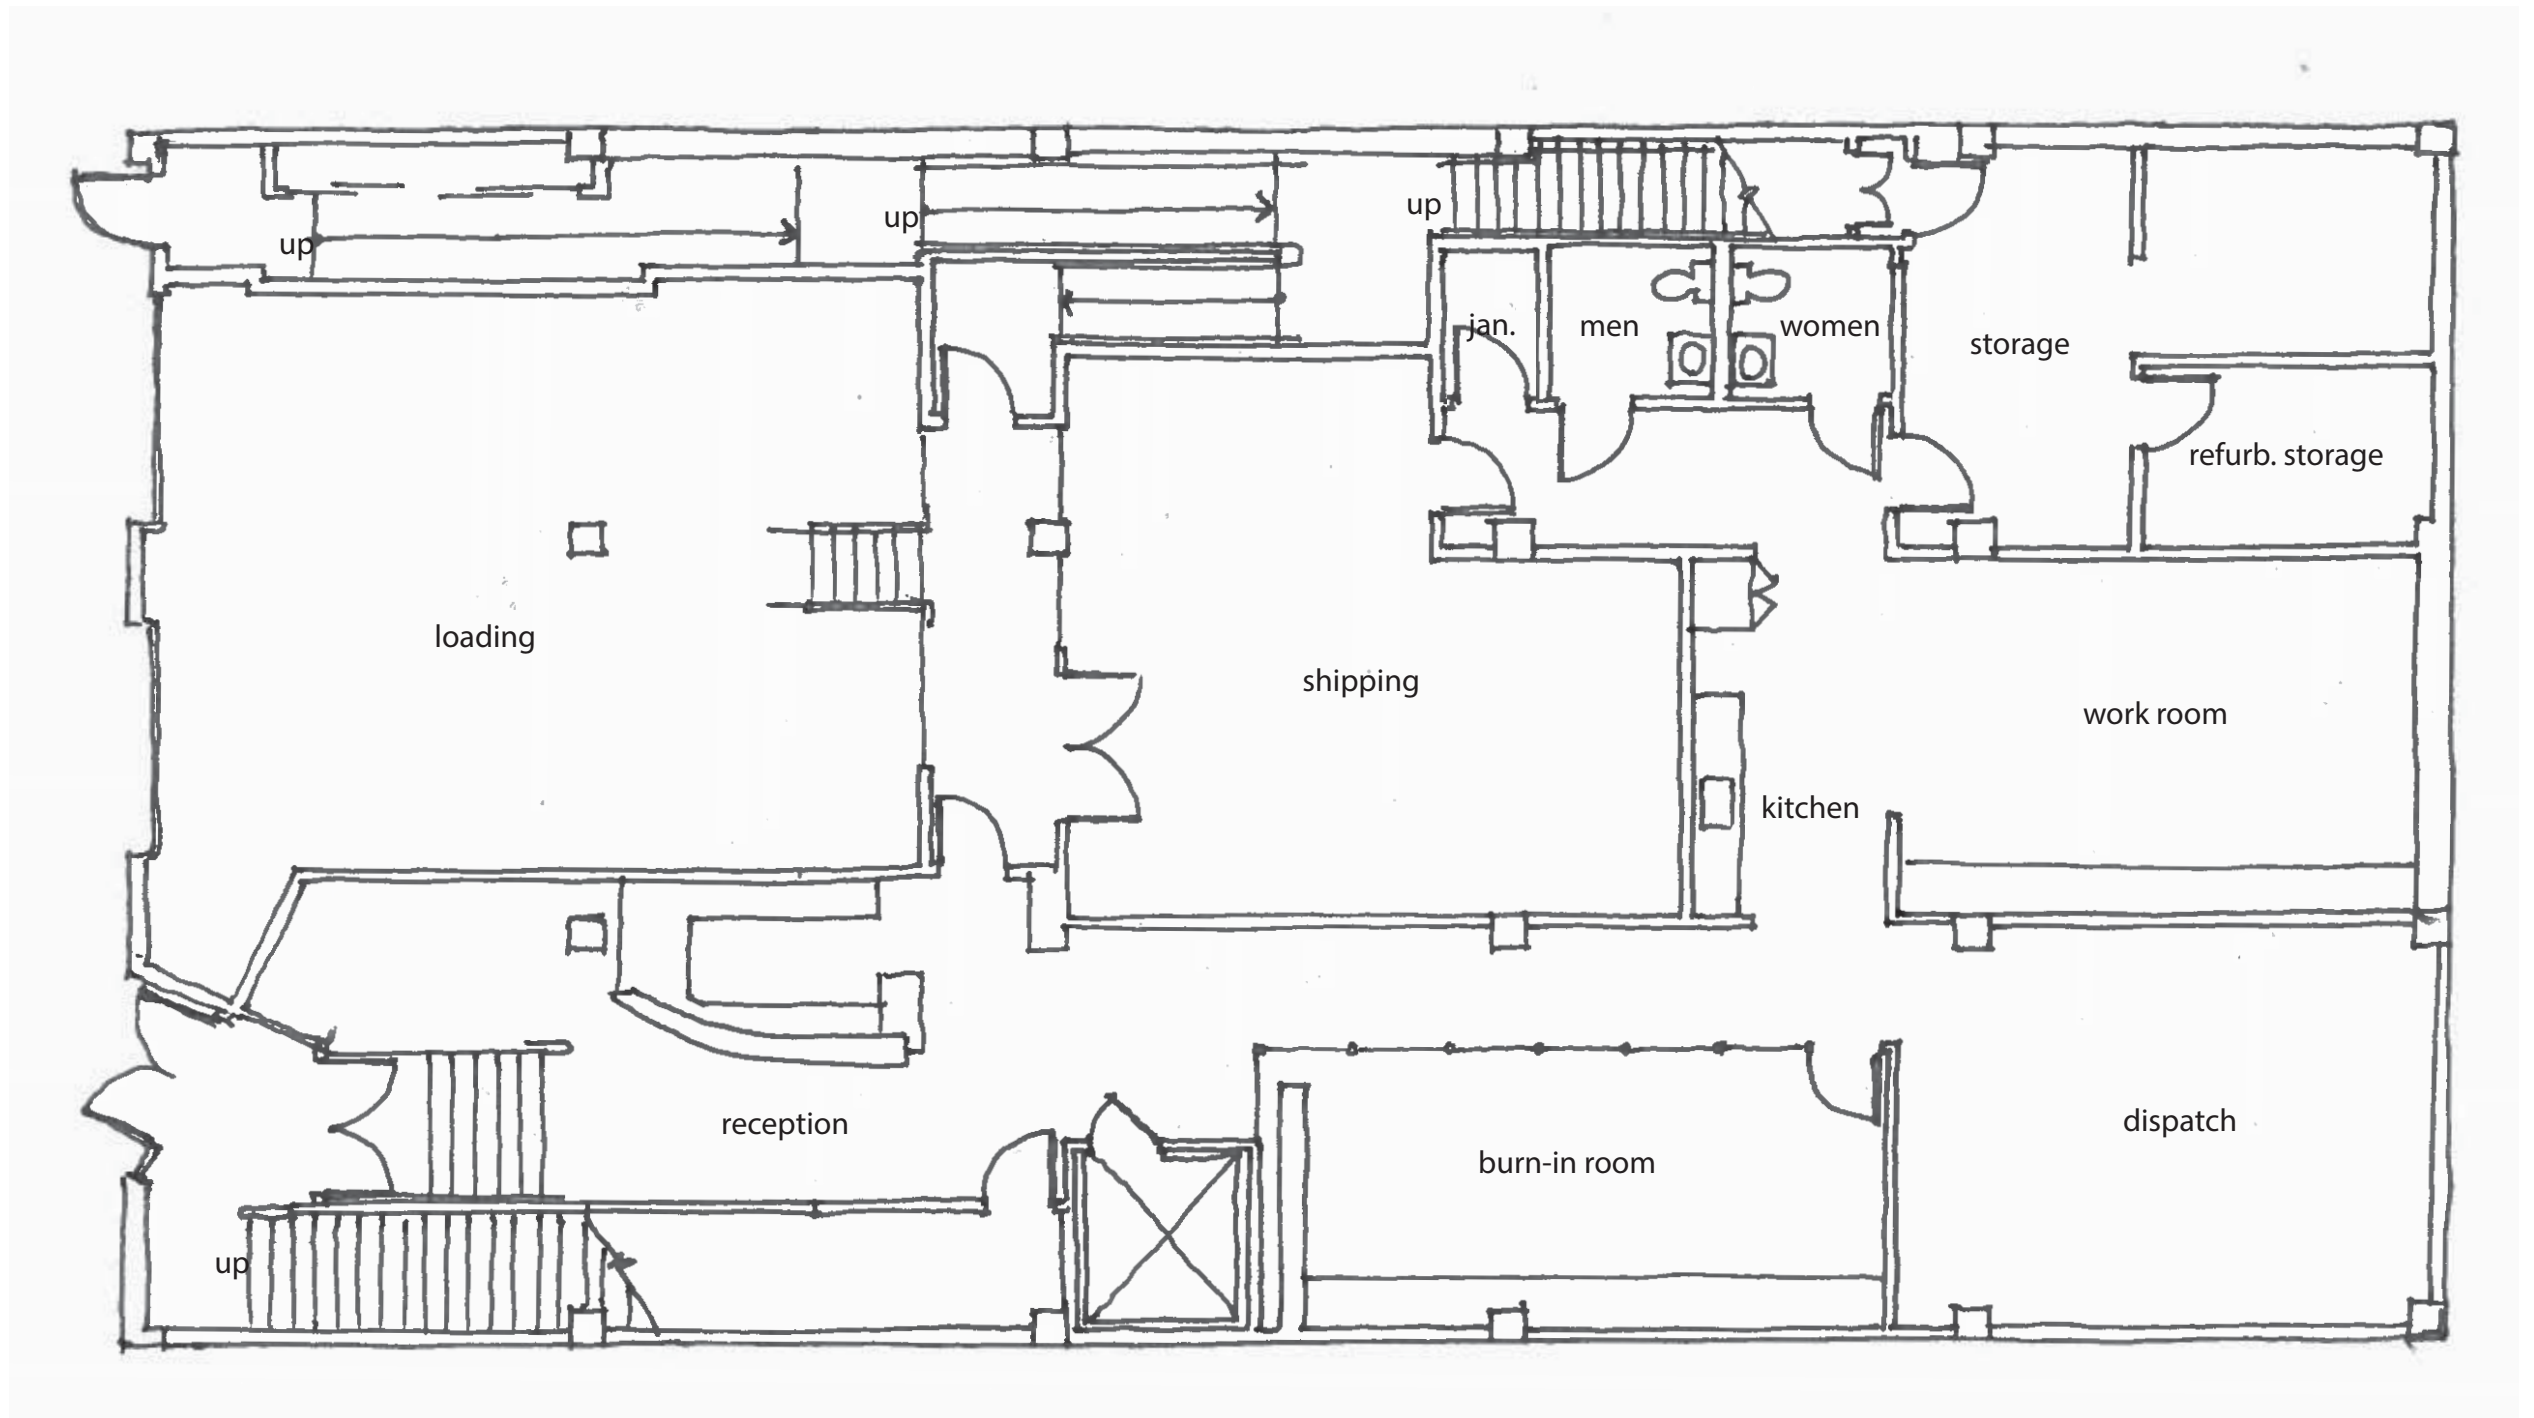 up
up
up
jan.
men
women
storage
refurb. storage
loading
shipping
work room
kitchen
reception
burn-in room
dispatch
up